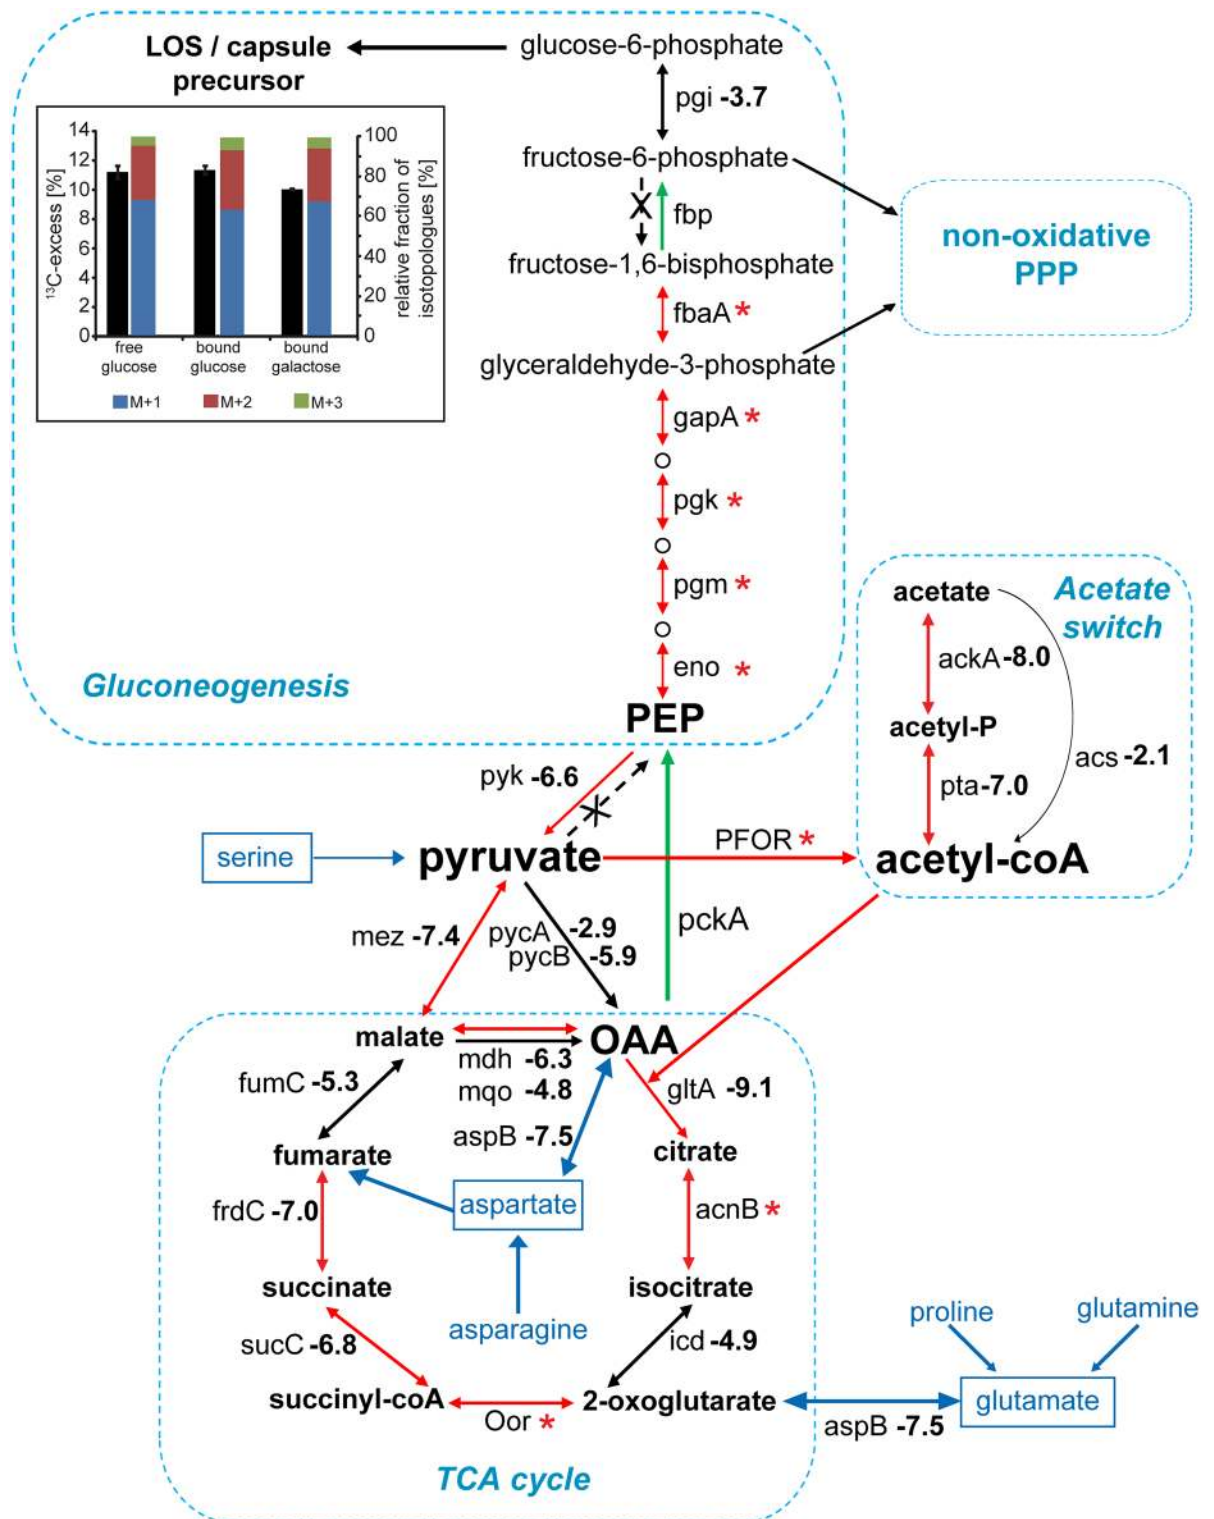 LOS / capsule
precursor
glucose-6-phosphate
pgi -3.7
fructose-6-phosphate
X
fbp
fructose-1,6-bisphosphate
fbaA *
glyceraldehyde-3-phosphate
gapA *
pgk *
pgm *
eno *
PEP
Gluconeogenesis
14
12
10
8
6
4
2
0
13C-excess [%]
100
80
60
40
20
0
relative fraction of
isotopologues [%]
free
glucose
bound
glucose
bound
galactose
M+1
M+2
M+3
non-oxidative
PPP
Acetate
switch
acetate
ackA -8.0
acetyl-P
acs -2.1
pta -7.0
acetyl-coA
pyk -6.6
X
serine
pyruvate
PFOR *
mez -7.4
pycA -2.9
pycB -5.9
pckA
malate
OAA
mdh -6.3
mqo -4.8
fumC -5.3
gltA -9.1
aspB -7.5
fumarate
citrate
frdC -7.0
aspartate
acnB *
succinate
isocitrate
asparagine
sucC -6.8
icd -4.9
succinyl-coA
Oor *
2-oxoglutarate
aspB -7.5
proline
glutamine
glutamate
TCA cycle